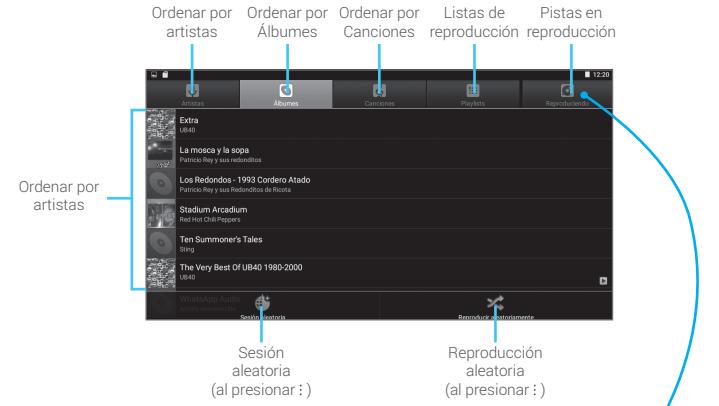 Ordenar por Ordenar por Ordenar por Listas de Pistas en
artistas Álbumes Canciones reproducción reproducción
12:20
Artistas Álbumes Canciones Playlists Reproduciendo
Extra
UB40
La mosca y la sopa
Patricio Rey y sus redonditos
Los Redondos - 1993 Cordero Atado
Patricio Rey y sus Redonditos de Ricota
Stadium Arcadium
Red Hot Chili Peppers
Ten Summoner's Tales
Sting
The Very Best Of UB40 1980-2000
UB40
WhatsApp Audio
Sesión aleatoria Reproducir aleatoriamente
Ordenar por
artistas
Sesión
aleatoria
(al presionar ⋮)
Reproducción
aleatoria
(al presionar ⋮)